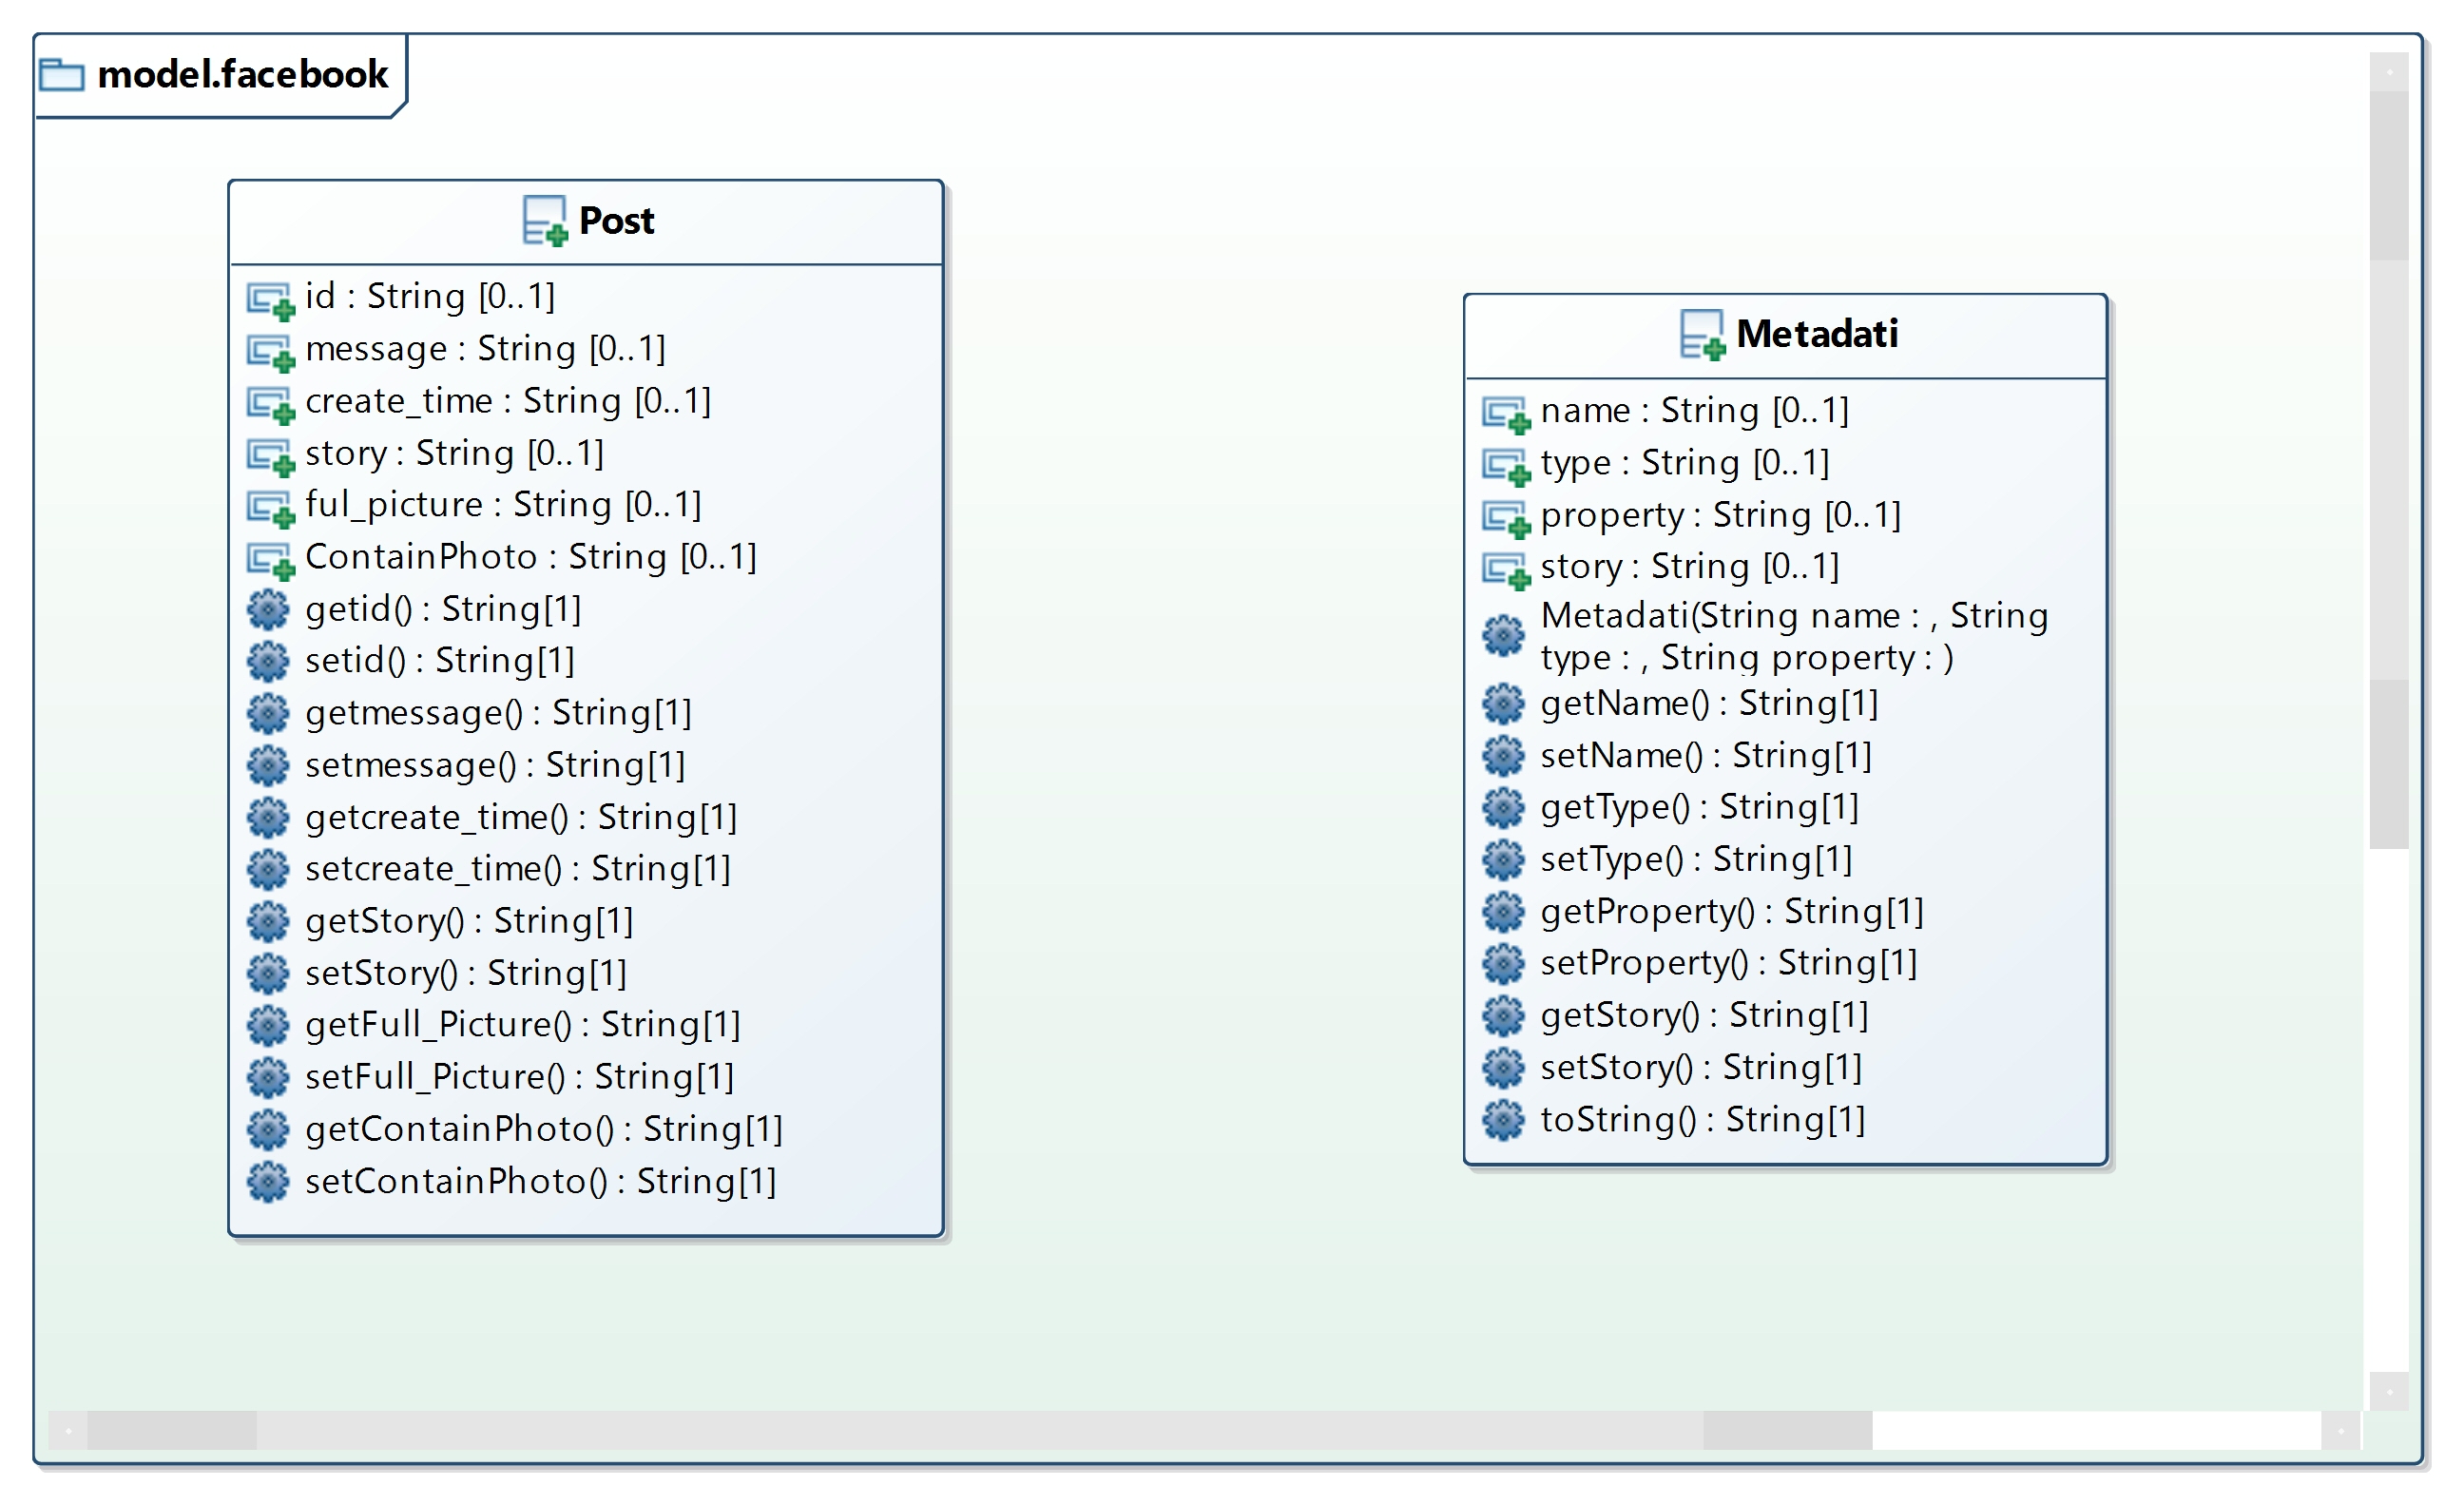 model.facebook
Post
id : String [0..1]
message : String [0..1]
create_time : String [0..1]
story : String [0..1]
ful_picture : String [0..1]
ContainPhoto : String [0..1]
getid() : String[1]
setid() : String[1]
getmessage() : String[1]
setmessage() : String[1]
getcreate_time() : String[1]
setcreate_time() : String[1]
getStory() : String[1]
setStory() : String[1]
getFull_Picture() : String[1]
setFull_Picture() : String[1]
getContainPhoto() : String[1]
setContainPhoto() : String[1]
Metadati
name : String [0..1]
type : String [0..1]
property : String [0..1]
story : String [0..1]
Metadati(String name : , String
type : , String property : )
getName() : String[1]
setName() : String[1]
getType() : String[1]
setType() : String[1]
getProperty() : String[1]
setProperty() : String[1]
getStory() : String[1]
setStory() : String[1]
toString() : String[1]